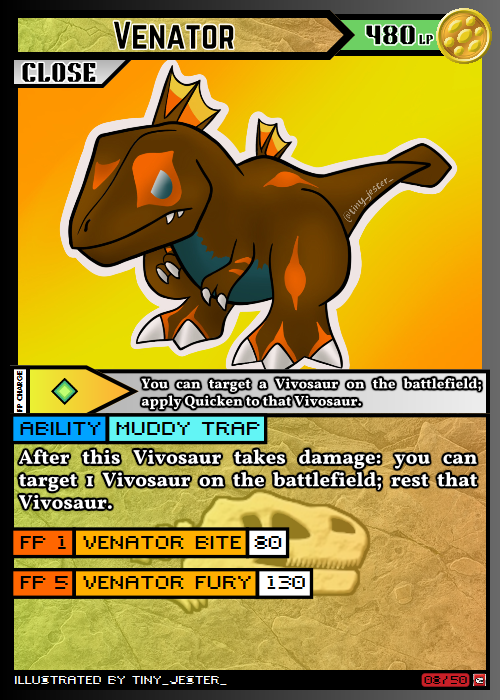 VENATOR
480 LP
CLOSE
@tiny_jester_
FP CHARGE
You can target a Vivosaur on the battlefield;
apply Quicken to that Vivosaur.
ABILITY MUDDY TRAP
After this Vivosaur takes damage: you can
target 1 Vivosaur on the battlefield; rest that
Vivosaur.
FP 1 VENATOR BITE 80
FP 5 VENATOR FURY 130
ILLUSTRATED BY TINY_JESTER_
08/50